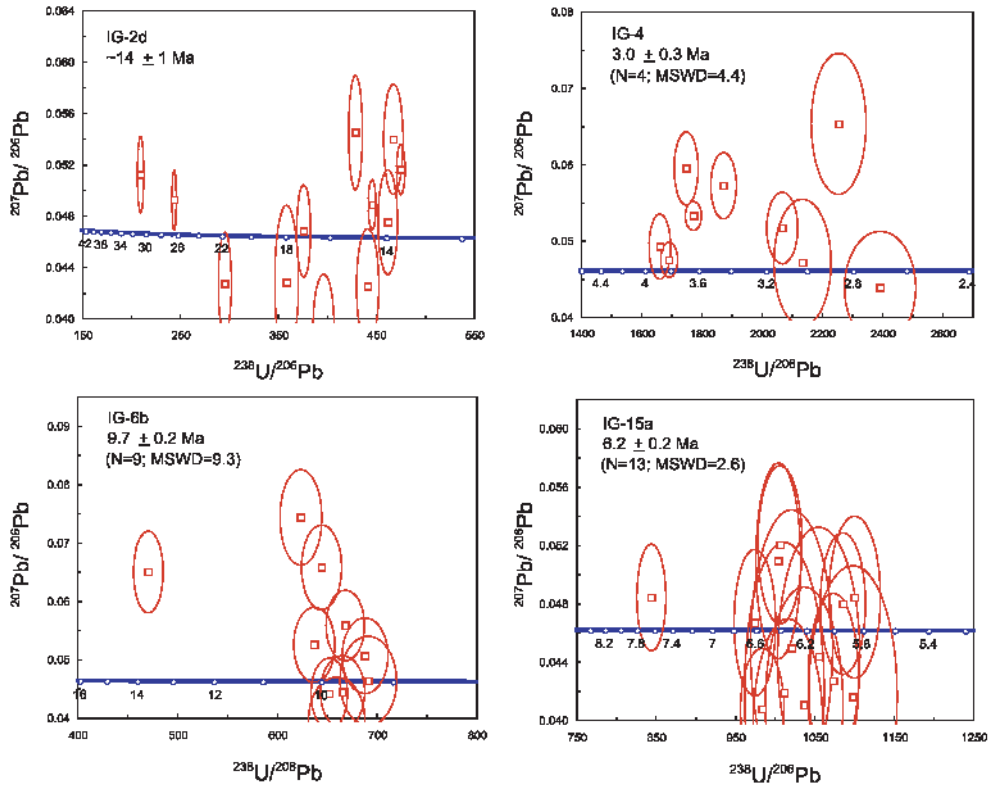 IG-2d
~14 ± 1 Ma
0.064
0.060
0.056
0.052
0.048
0.044
0.040
207Pb/ 206Pb
42 38 34 30 26 22 18 14
150 250 350 450 550
238U/206Pb
IG-4
3.0 ± 0.3 Ma
(N=4; MSWD=4.4)
0.08
0.07
0.06
0.05
0.04
207Pb/ 206Pb
4.4 4 3.6 3.2 2.8 2.4
1400 1600 1800 2000 2200 2400 2600
238U/206Pb
IG-6b
9.7 ± 0.2 Ma
(N=9; MSWD=9.3)
0.09
0.08
0.07
0.06
0.05
0.04
207Pb/ 206Pb
16 14 12 10
400 500 600 700 800
238U/206Pb
IG-15a
6.2 ± 0.2 Ma
(N=13; MSWD=2.6)
0.060
0.056
0.052
0.048
0.044
0.040
207Pb/ 206Pb
8.2 7.8 7.4 7 6.6 6.2 5.8 5.4
750 850 950 1050 1150 1250
238U/206Pb